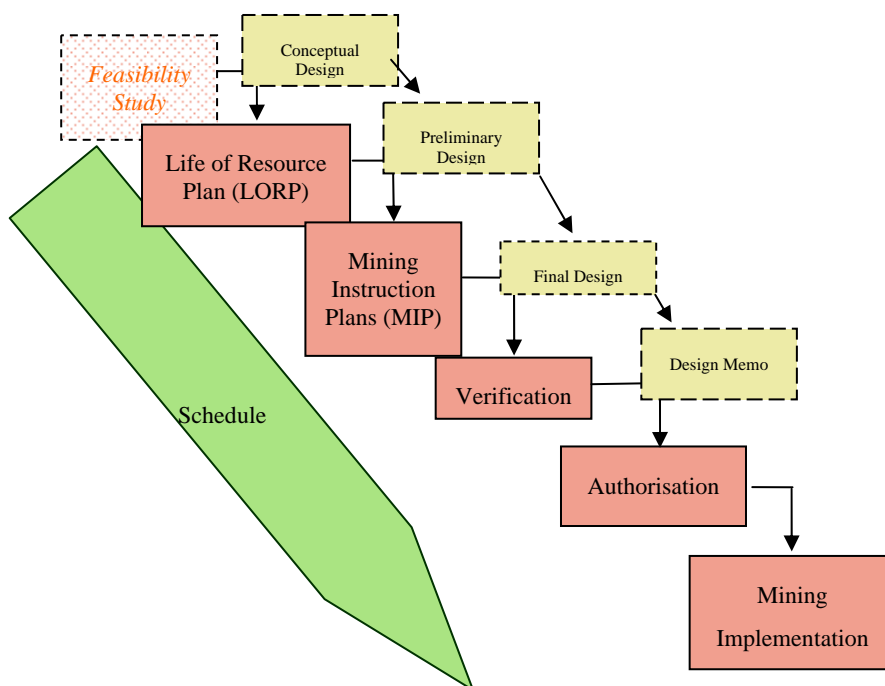 Conceptual
Design
Feasibility
Study
Preliminary
Design
Life of Resource
Plan (LORP)
Mining
Instruction
Plans (MIP)
Final Design
Design Memo
Verification
Schedule
Authorisation
Mining
Implementation